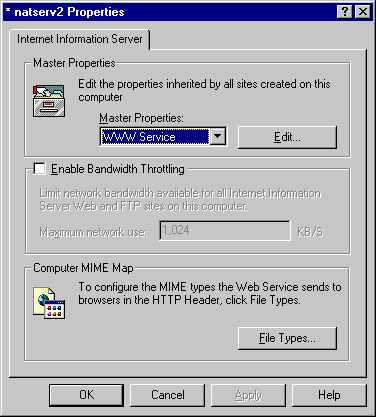 * natserv2 Properties
Internet Information Server
Master Properties
Edit the properties inherited by all sites created on this
computer
Master Properties:
WWW Service
Edit...
Enable Bandwidth Throttling
Limit network bandwidth available for all Internet Information
Server Web and FTP sites on this computer.
Maximum network use:
1,024
KB/S
Computer MIME Map
To configure the MIME types the Web Service sends to
browsers in the HTTP Header, click File Types.
File Types...
OK
Cancel
Apply
Help